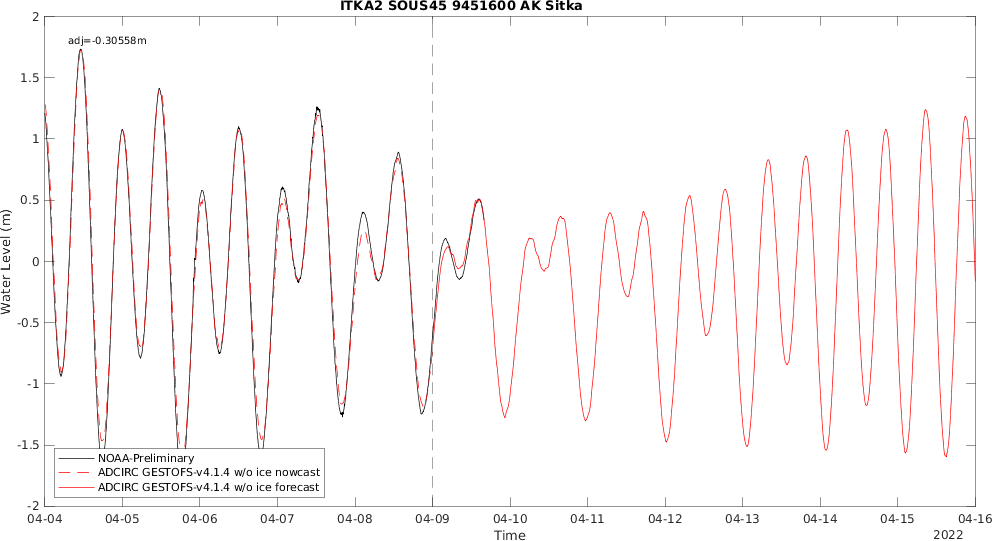 ITKA2 SOUS45 9451600 AK Sitka
adj=-0.30558m
2
1.5
1
0.5
0
-0.5
-1
-1.5
-2
Water Level (m)
NOAA-Preliminary
ADCIRC GESTOFS-v4.1.4 w/o ice nowcast
ADCIRC GESTOFS-v4.1.4 w/o ice forecast
04-04 04-05 04-06 04-07 04-08 04-09 04-10 04-11 04-12 04-13 04-14 04-15 04-16
Time
2022